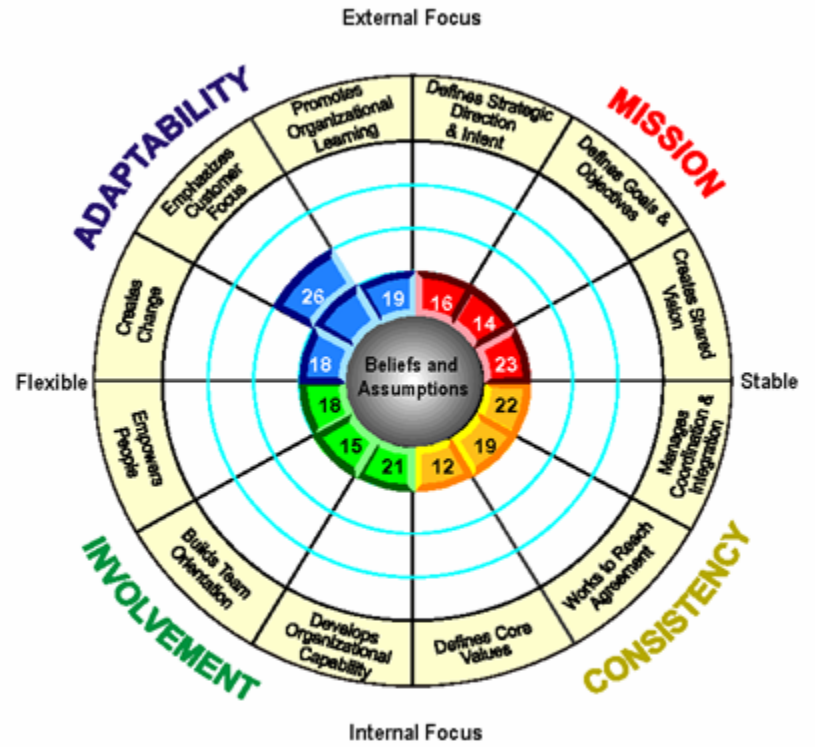 External Focus
ADAPTABILITY
MISSION
Promotes
Organizational
Learning
Defines Strategic
Direction
& Intent
Emphasizes
Customer
Focus
Defines Goals &
Objectives
Creates
Change
Creates Shared
Vision
26
19
16
14
18
23
Beliefs and
Assumptions
Flexible
Stable
18
22
15
19
21
12
Empowers
People
Manages
Coordination &
Integration
Builds Team
Orientation
Works to Reach
Agreement
Develops
Organizational
Capability
Defines Core
Values
INVOLVEMENT
CONSISTENCY
Internal Focus